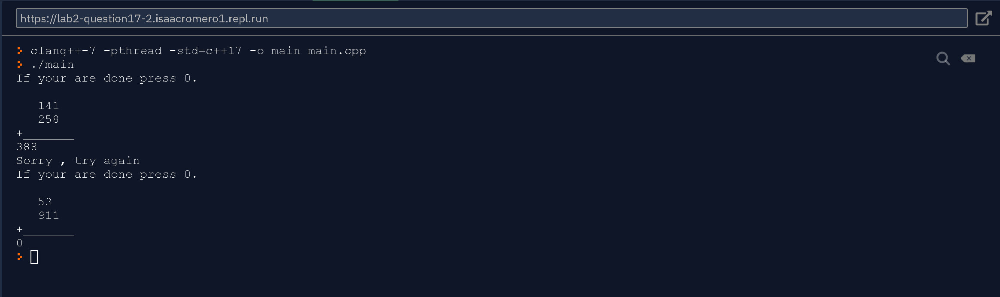 https://lab2-question17-2.isaacromero1.repl.run
clang++-7 -pthread -std=c++17 -o main main.cpp
./main
If your are done press 0.
141
258
+_______
388
Sorry , try again
If your are done press 0.
53
911
+_______
0